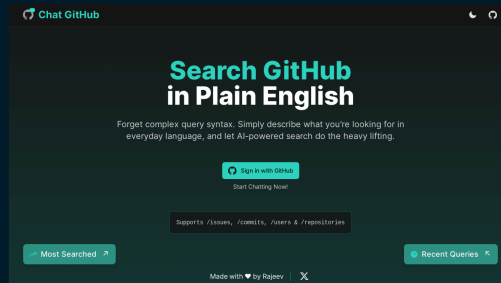 Chat GitHub
Search GitHub
in Plain English
Forget complex query syntax. Simply describe what you're looking for in
everyday language, and let AI-powered search do the heavy lifting.
Sign in with GitHub
Start Chatting Now!
Supports /issues, /commits, /users & /repositories
Most Searched
Recent Queries
Made with ♥ by Rajeev